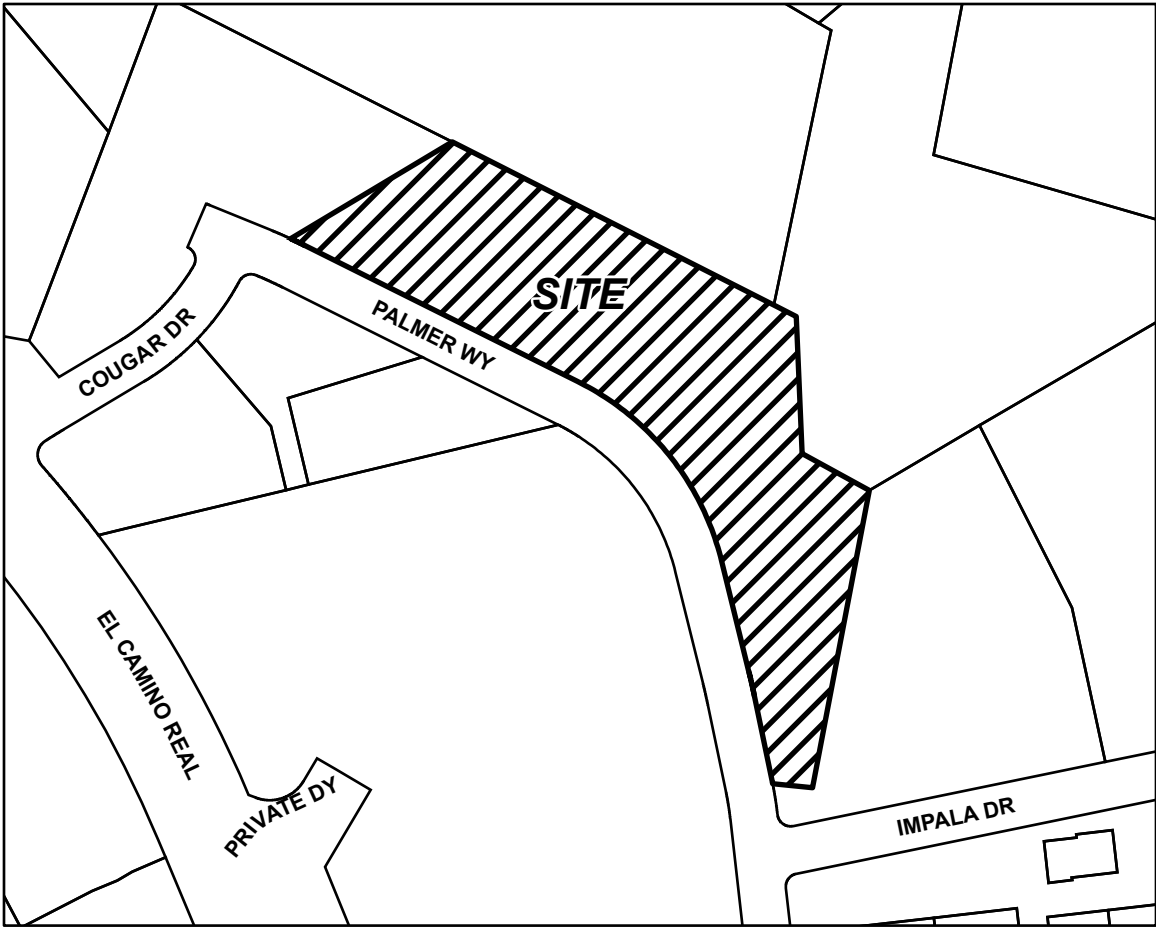 SITE
PALMER WY
COUGAR DR
EL CAMINO REAL
PRIVATE DY
IMPALA DR